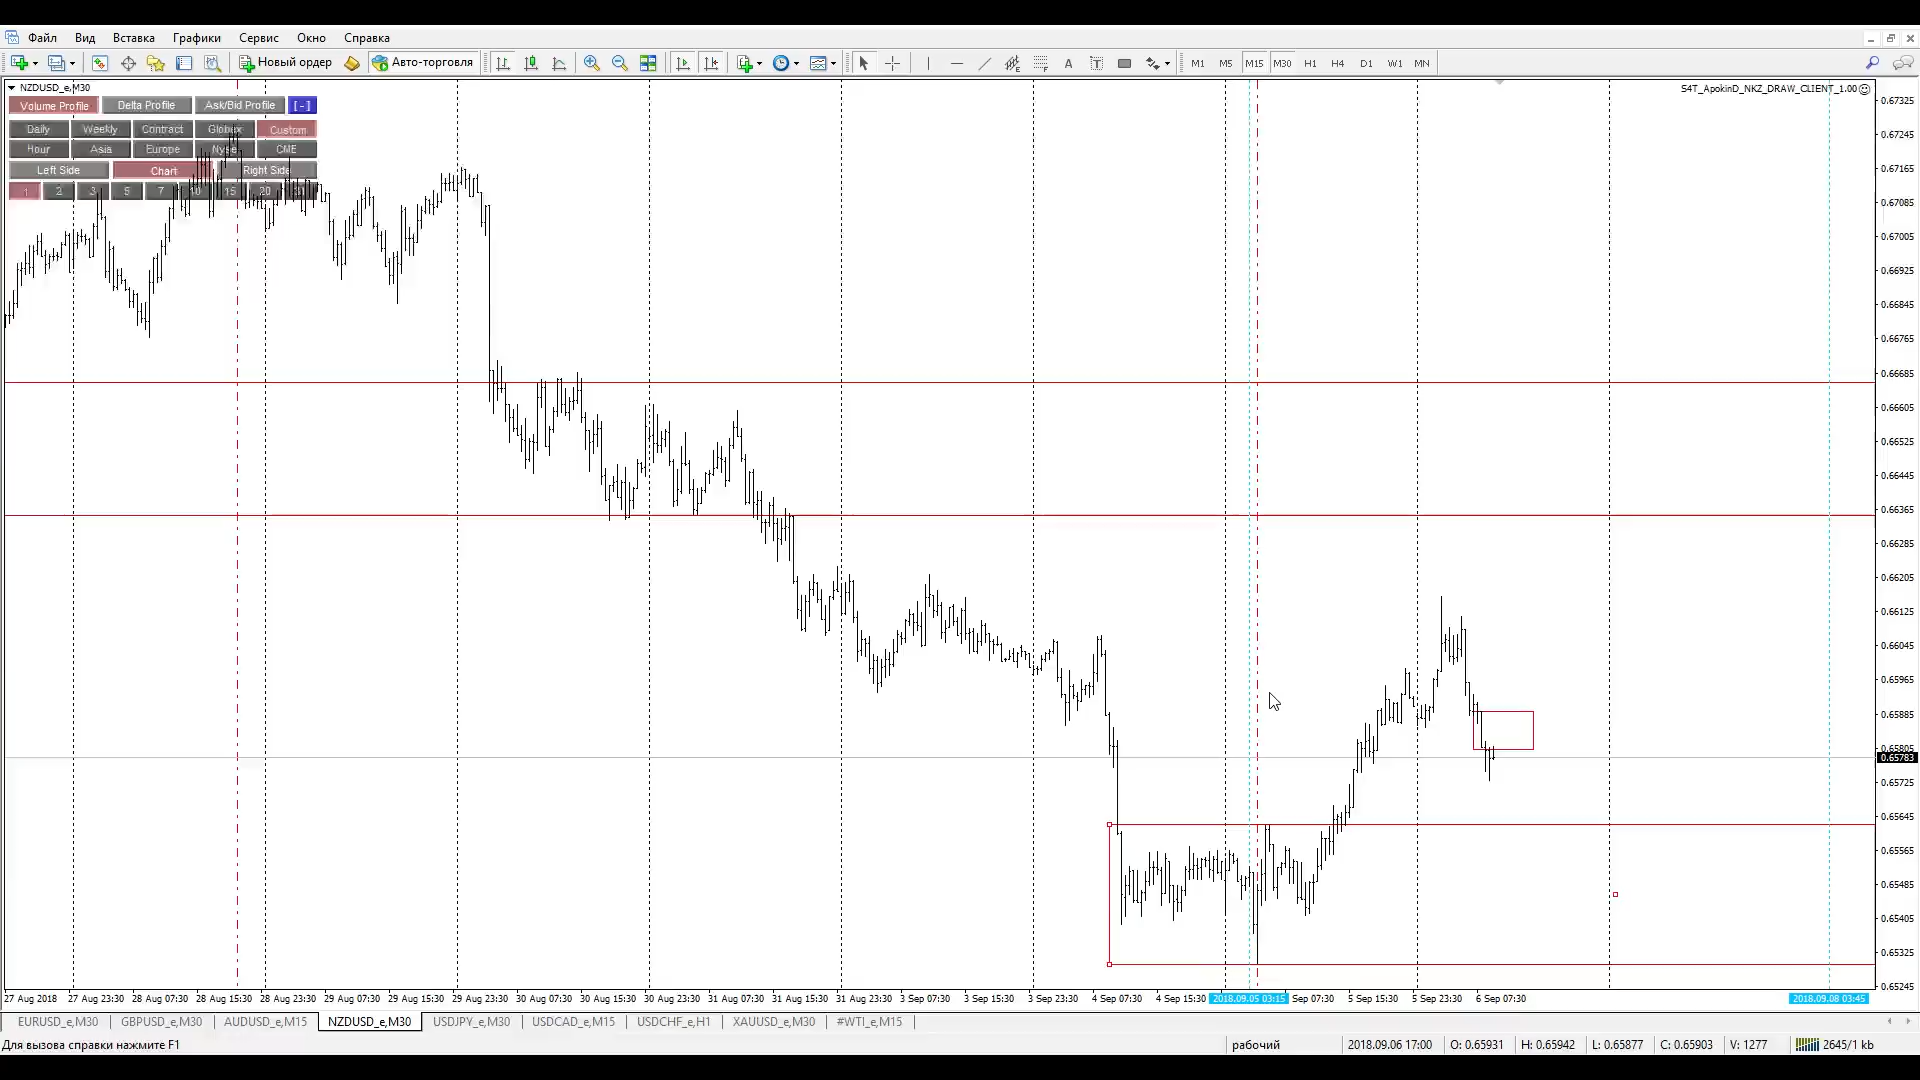 Файл Вид Вставка Графики Сервис Окно Справка
Новый ордер Авто-торговля A T M1 M5 M15 M30 H1 H4 D1 W1 MN
NZDUSD_e,M30 S4T_ApokinD_NKZ_DRAW_CLIENT_1.00
Volume Profile Delta Profile Ask/Bid Profile [-]
Daily Weekly Contract Globex Custom
Hour Asia Europe Nyse CME
Left Side Chart Right Side
1 2 3 5 7 10 15 20 31
0.67325
0.67245
0.67165
0.67085
0.67005
0.66925
0.66845
0.66765
0.66685
0.66605
0.66525
0.66445
0.66365
0.66285
0.66205
0.66125
0.66045
0.65965
0.65885
0.65805
0.65783
0.65725
0.65645
0.65565
0.65485
0.65405
0.65325
0.65245
27 Aug 2018 27 Aug 23:30 28 Aug 07:30 28 Aug 15:30 28 Aug 23:30 29 Aug 07:30 29 Aug 15:30 29 Aug 23:30 30 Aug 07:30 30 Aug 15:30 30 Aug 23:30 31 Aug 07:30 31 Aug 15:30 31 Aug 23:30 3 Sep 07:30 3 Sep 15:30 3 Sep 23:30 4 Sep 07:30 4 Sep 15:30 2018.09.05 03:15 Sep 07:30 5 Sep 15:30 5 Sep 23:30 6 Sep 07:30 2018.09.08 03:45
EURUSD_e,M30 GBPUSD_e,M30 AUDUSD_e,M15 NZDUSD_e,M30 USDJPY_e,M30 USDCAD_e,M15 USDCHF_e,H1 XAUUSD_e,M30 #WTI_e,M15
Для вызова справки нажмите F1 рабочий 2018.09.06 17:00 O: 0.65931 H: 0.65942 L: 0.65877 C: 0.65903 V: 1277 2645/1 kb